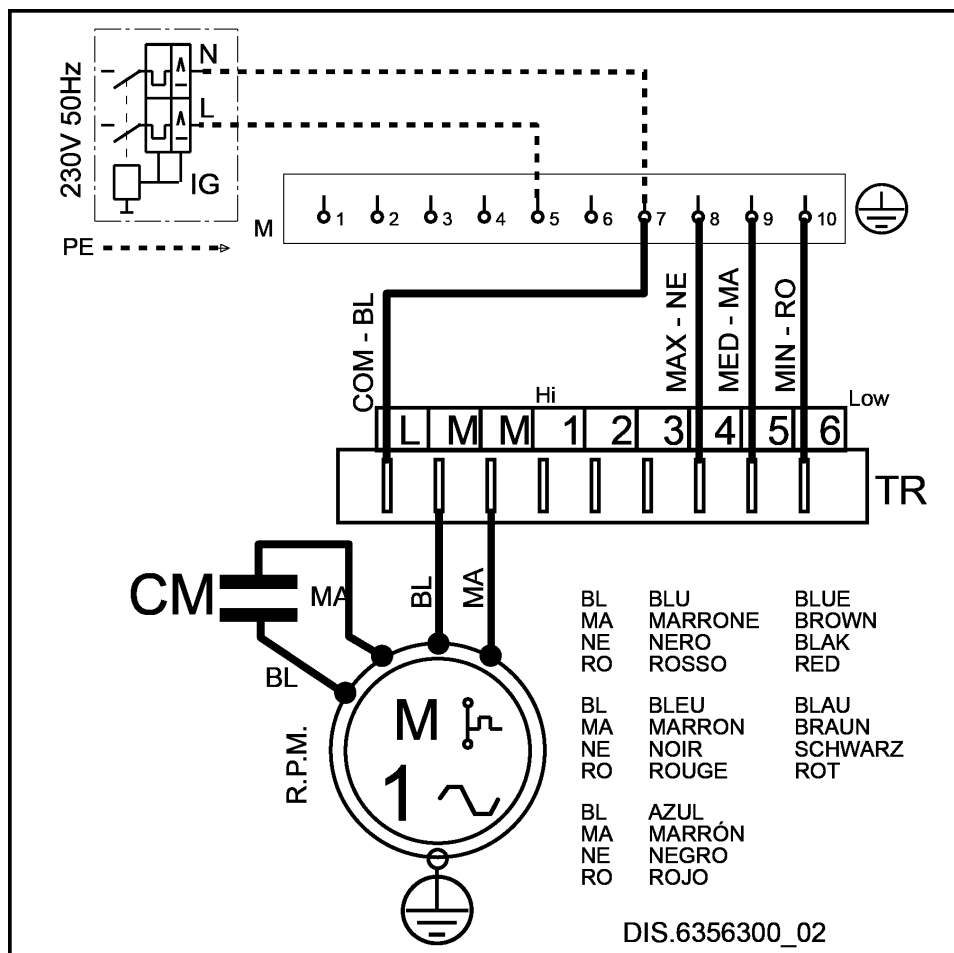 230V 50Hz
N
L
IG
PE
M
1 2 3 4 5 6 7 8 9 10
COM - BL
MAX - NE
MED - MA
MIN - RO
Hi
Low
L M M 1 2 3 4 5 6
TR
CM
MA
BL
BL
MA
R.P.M.
M
1
BL BLU BLUE
MA MARRONE BROWN
NE NERO BLAK
RO ROSSO RED
BL BLEU BLAU
MA MARRON BRAUN
NE NOIR SCHWARZ
RO ROUGE ROT
BL AZUL
MA MARRÓN
NE NEGRO
RO ROJO
DIS.6356300_02